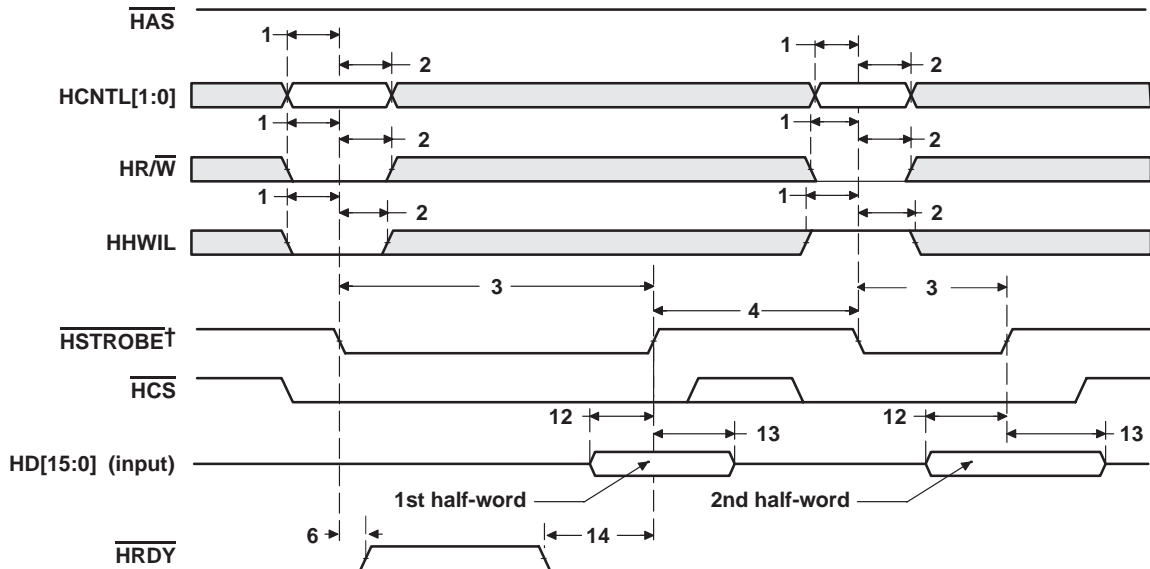 HAS
1
1
2
2
HCNTL[1:0]
1
1
2
2
HR/W
1
1
2
2
HHWIL
3
3
4
HSTROBE†
HCS
12
12
13
13
HD[15:0] (input)
1st half-word
2nd half-word
6
14
HRDY